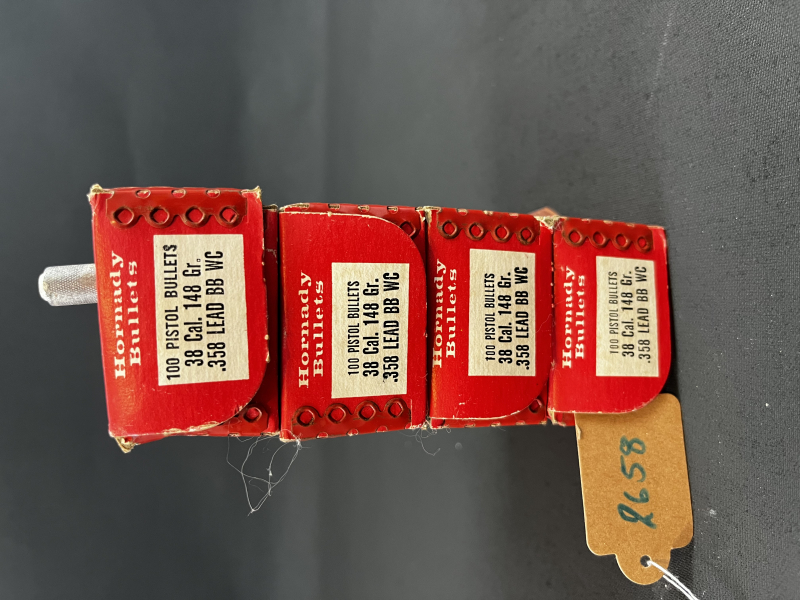 Hornady
Bullets
100 PISTOL BULLETS
38 Cal. 148 Gr.
.358 LEAD BB WC
Hornady
Bullets
100 PISTOL BULLETS
38 Cal. 148 Gr.
.358 LEAD BB WC
Hornady
Bullets
100 PISTOL BULLETS
38 Cal. 148 Gr.
.358 LEAD BB WC
Hornady
Bullets
100 PISTOL BULLETS
38 Cal. 148 Gr.
.358 LEAD BB WC
2658